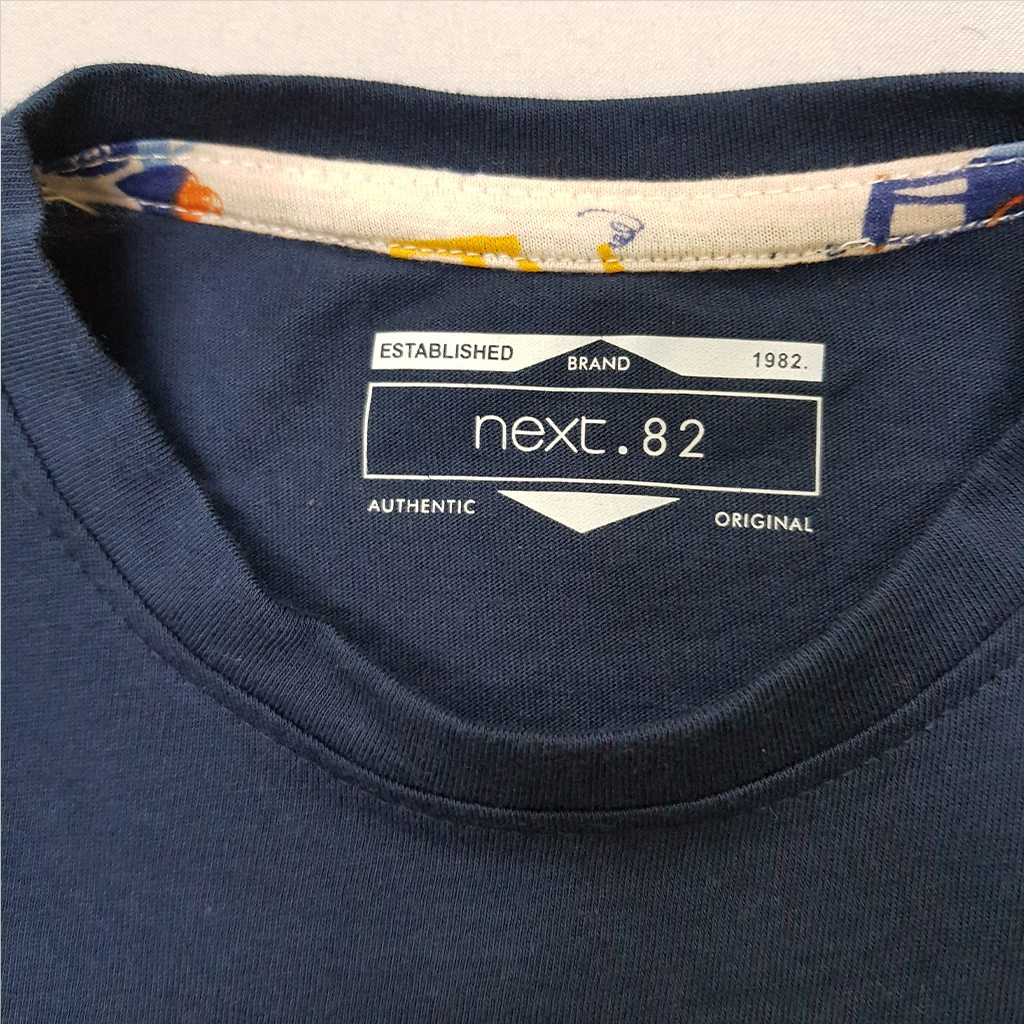 ESTABLISHED BRAND 1982.
next.82
AUTHENTIC ORIGINAL